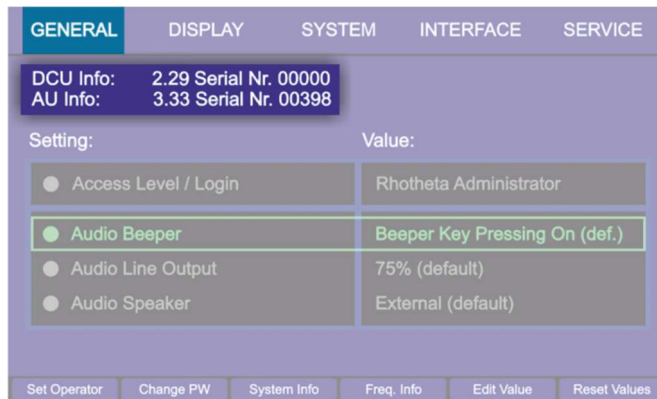 GENERAL DISPLAY SYSTEM INTERFACE SERVICE
DCU Info: 2.29 Serial Nr. 00000
AU Info: 3.33 Serial Nr. 00398
Setting: Value:
Access Level / Login Rhotheta Administrator
Audio Beeper Beeper Key Pressing On (def.)
Audio Line Output 75% (default)
Audio Speaker External (default)
Set Operator Change PW System Info Freq. Info Edit Value Reset Values